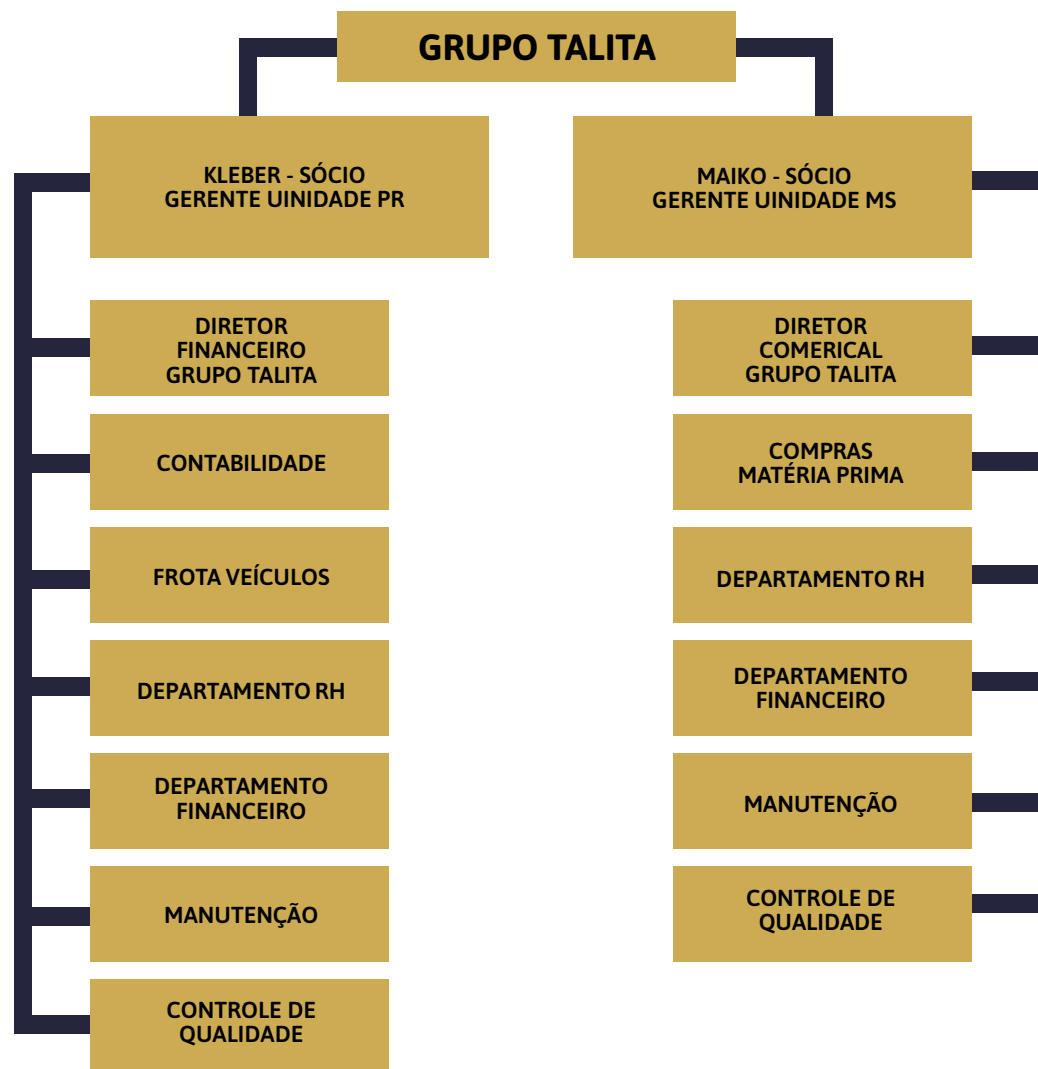 GRUPO TALITA
KLEBER - SÓCIO
GERENTE UINIDADE PR
MAIKO - SÓCIO
GERENTE UINIDADE MS
DIRETOR
FINANCEIRO
GRUPO TALITA
CONTABILIDADE
FROTA VEÍCULOS
DEPARTAMENTO RH
DEPARTAMENTO
FINANCEIRO
MANUTENÇÃO
CONTROLE DE
QUALIDADE
DIRETOR
COMERICAL
GRUPO TALITA
COMPRAS
MATÉRIA PRIMA
DEPARTAMENTO RH
DEPARTAMENTO
FINANCEIRO
MANUTENÇÃO
CONTROLE DE
QUALIDADE